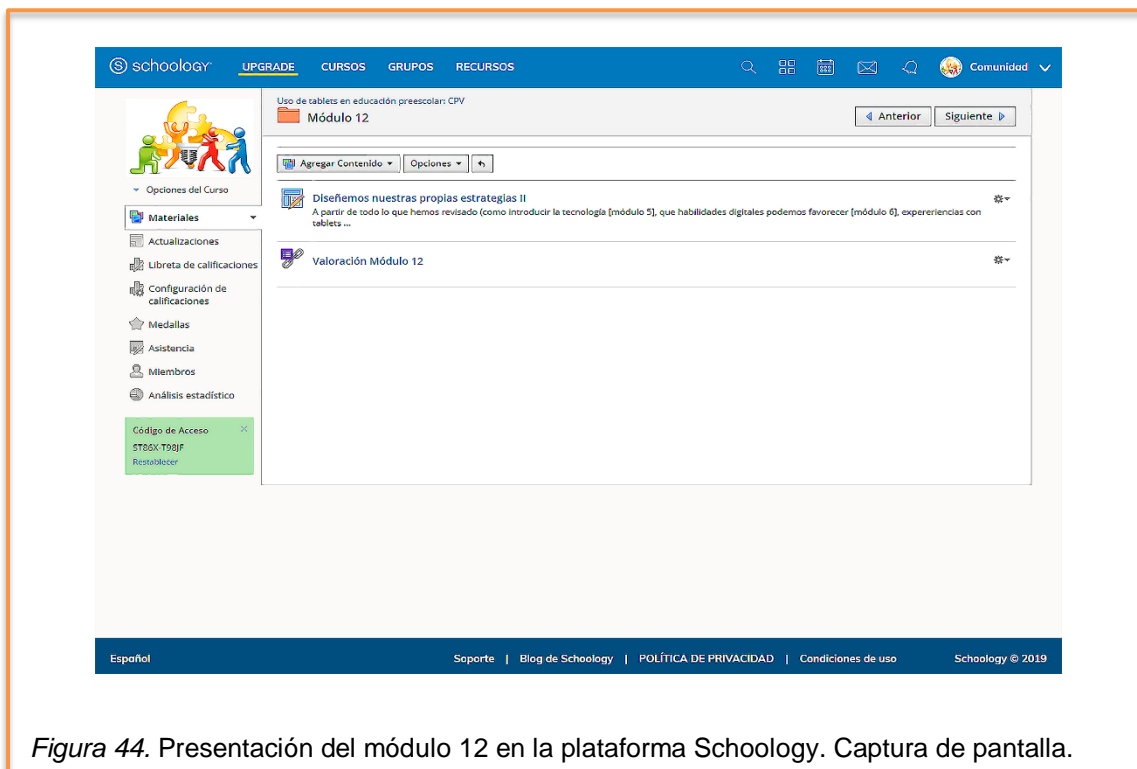 schoology UPGRADE CURSOS GRUPOS RECURSOS Comunidad
Uso de tablets en educación preescolar: CPV
Módulo 12
Anterior Siguiente
Agregar Contenido Opciones
Opciones del Curso
Materiales
Actualizaciones
Libreta de calificaciones
Configuración de
calificaciones
Medallas
Asistencia
Miembros
Análisis estadístico
Código de Acceso
ST86X-T98JF
Restablecer
Diseñemos nuestras propias estrategias II
A partir de todo lo que hemos revisado (como introducir la tecnología [módulo 5], que habilidades digitales podemos favorecer [módulo 6], expererienci​as con
tablets ...
Valoración Módulo 12
Español Soporte | Blog de Schoology | POLÍTICA DE PRIVACIDAD | Condiciones de uso Schoology © 2019
Figura 44. Presentación del módulo 12 en la plataforma Schoology. Captura de pantalla.